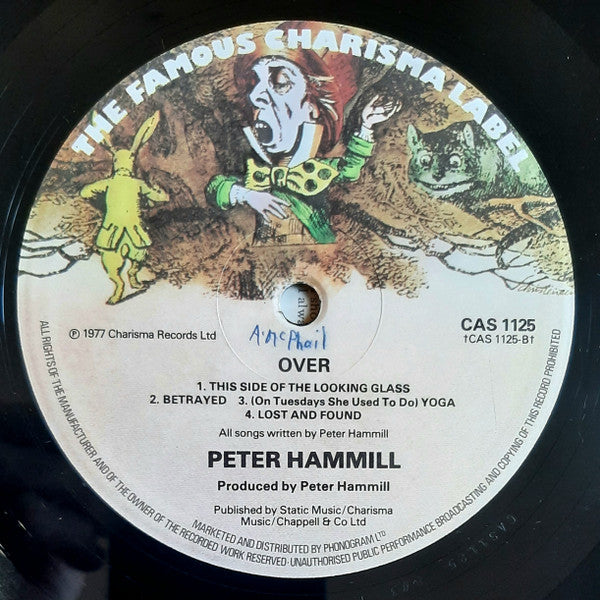 THE FAMOUS CHARISMA LABEL
℗ 1977 Charisma Records Ltd
A. McPhail
CAS 1125
†CAS 1125-B†
OVER
1. THIS SIDE OF THE LOOKING GLASS
2. BETRAYED 3. (On Tuesdays She Used To Do) YOGA
4. LOST AND FOUND
All songs written by Peter Hammill
PETER HAMMILL
Produced by Peter Hammill
Published by Static Music/Charisma
Music/Chappell & Co Ltd
MARKETED AND DISTRIBUTED BY PHONOGRAM LTD
ALL RIGHTS OF THE MANUFACTURER AND OF THE OWNER OF THE RECORDED WORK RESERVED · UNAUTHORISED PUBLIC PERFORMANCE BROADCASTING AND COPYING OF THIS RECORD PROHIBITED